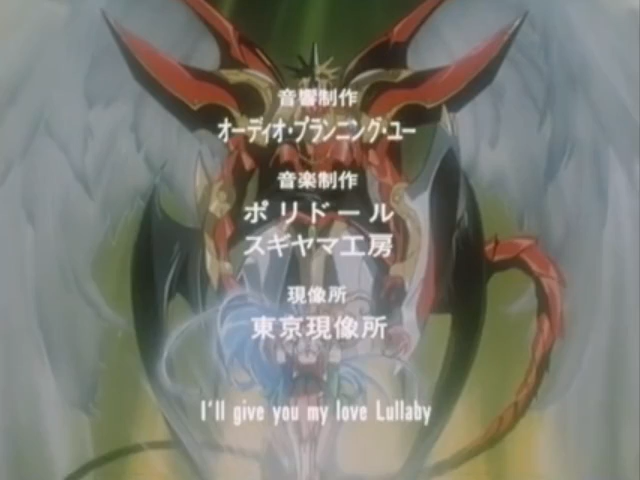 音響制作
オーディオ・プランニング・ユー
音楽制作
ポリドール
スギヤマ工房
現像所
東京現像所
I'll give you my love Lullaby